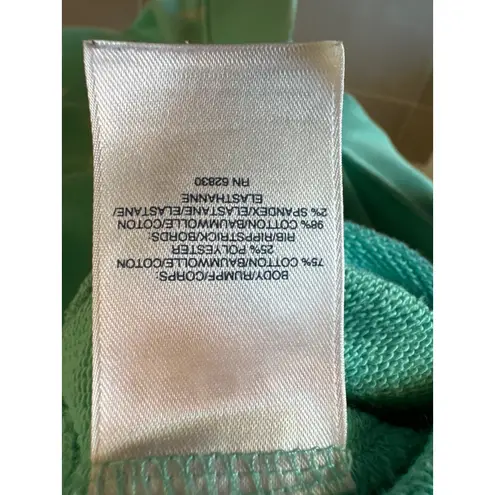 BODY/RUMPF/CORPS:
75% COTTON/BAUMWOLLE/COTON
25% POLYESTER
RIB/RIPPSTRICK/BORDS:
98% COTTON/BAUMWOLLE/COTON
2% SPANDEX/ELASTANE/ELASTANE/
ELASTHANNE
RN 52830